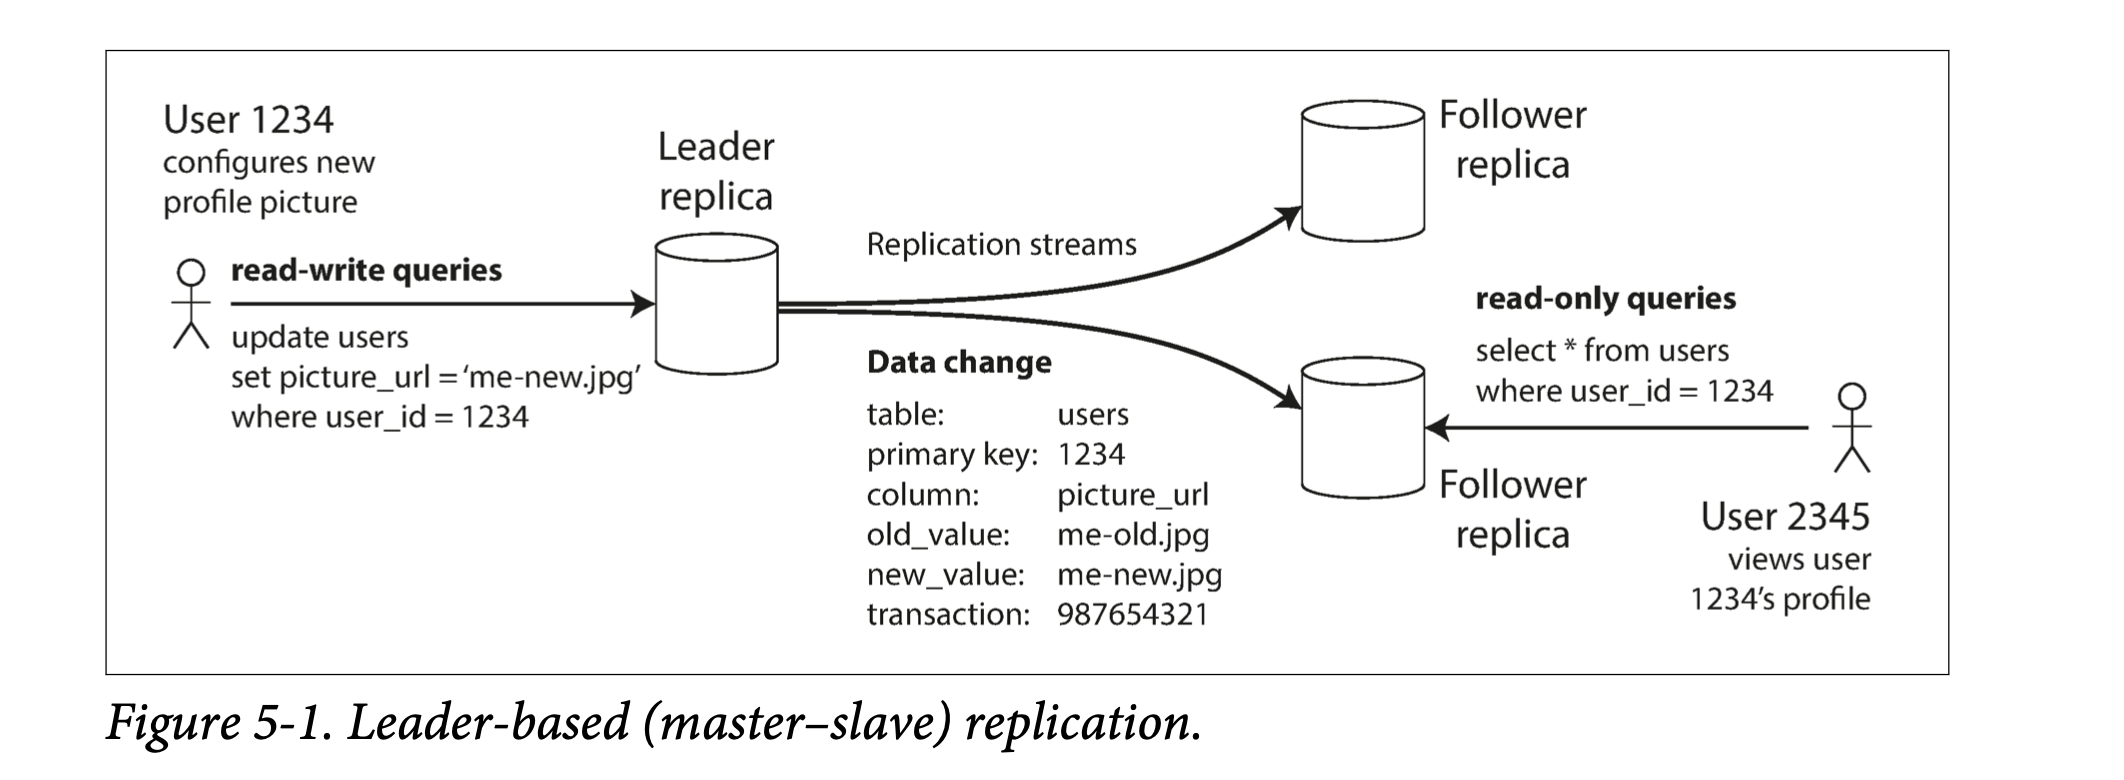 User 1234
configures new
profile picture
read-write queries
update users
set picture_url = ‘me-new.jpg’
where user_id = 1234
Leader
replica
Replication streams
Data change
table: users
primary key: 1234
column: picture_url
old_value: me-old.jpg
new_value: me-new.jpg
transaction: 987654321
Follower
replica
read-only queries
select * from users
where user_id = 1234
Follower
replica
User 2345
views user
1234’s profile
Figure 5-1. Leader-based (master–slave) replication.